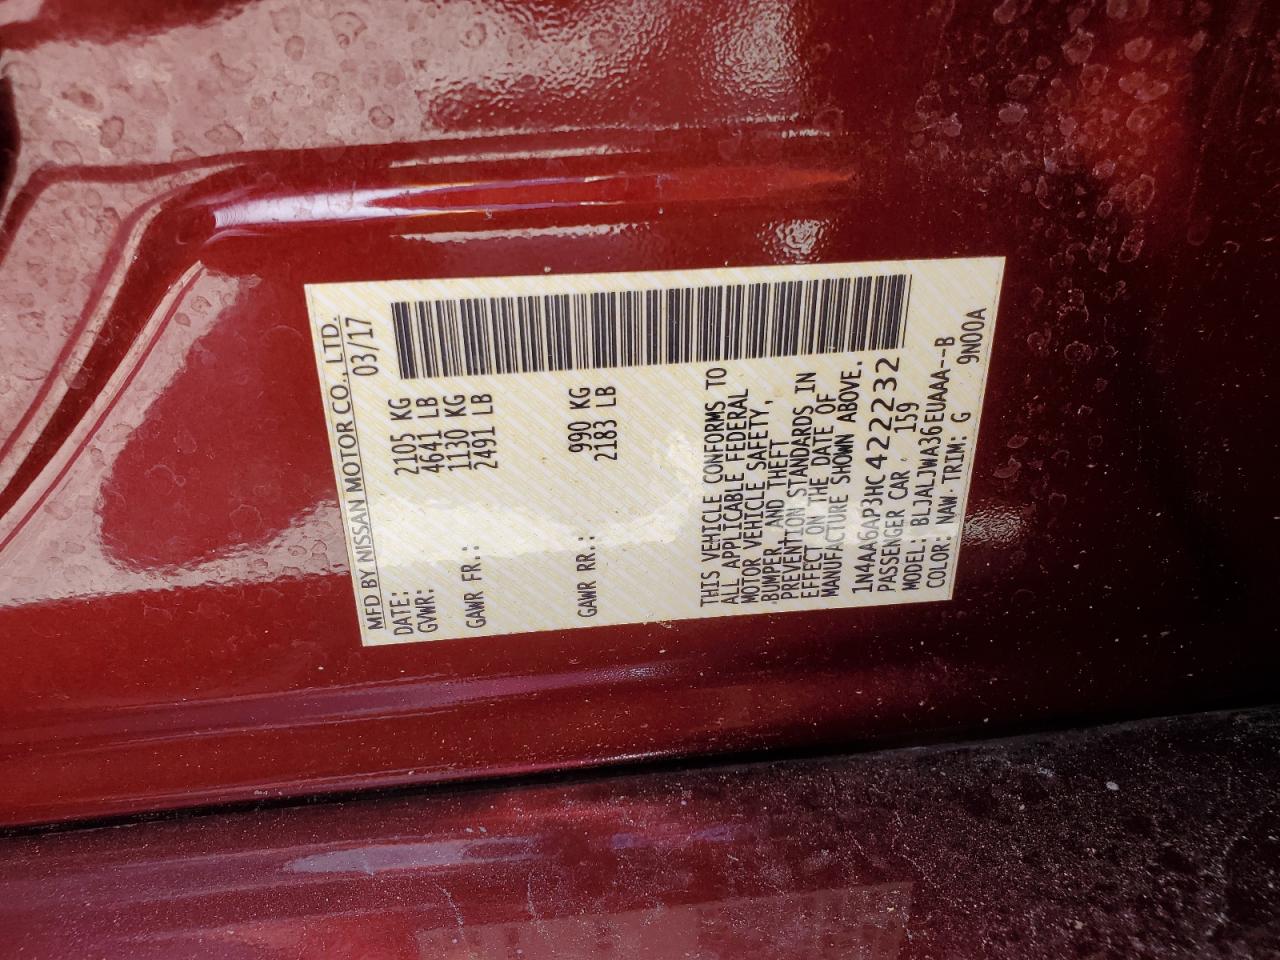 MFD BY NISSAN MOTOR CO., LTD.
DATE: 03/17
GVWR: 2105 KG
4641 LB
GAWR FR.: 1130 KG
2491 LB
GAWR RR.: 990 KG
2183 LB
THIS VEHICLE CONFORMS TO
ALL APPLICABLE FEDERAL
MOTOR VEHICLE SAFETY,
BUMPER, AND THEFT
PREVENTION STANDARDS IN
EFFECT ON THE DATE OF
MANUFACTURE SHOWN ABOVE.
1N4AA6AP3HC422232
PASSENGER CAR 159
MODEL: BLJALJWA36EUAAA--B
COLOR: NAW TRIM: G 9N00A